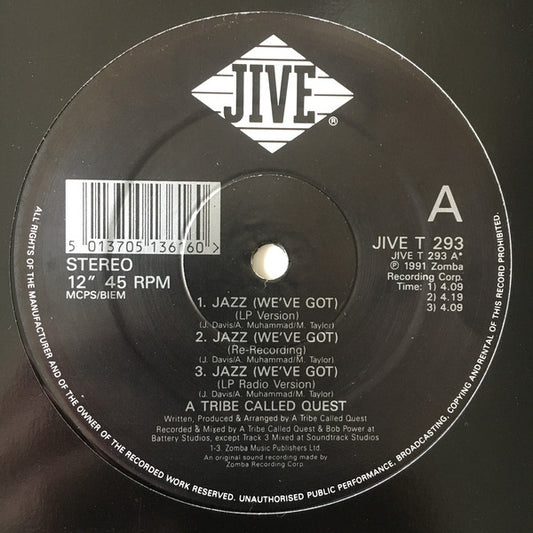 JIVE
®
A
5 013705 136160 >
STEREO
12" 45 RPM
MCPS/BIEM
JIVE T 293
JIVE T 293 A*
℗ 1991 Zomba
Recording Corp.
Time: 1) 4.09
2) 4.19
3) 4.09
1. JAZZ (WE'VE GOT)
(LP Version)
(J. Davis/A. Muhammad/M. Taylor)
2. JAZZ (WE'VE GOT)
(Re-Recording)
(J. Davis/A. Muhammad/M. Taylor)
3. JAZZ (WE'VE GOT)
(LP Radio Version)
(J. Davis/A. Muhammad/M. Taylor)
A TRIBE CALLED QUEST
Written, Produced & Arranged by A Tribe Called Quest
Recorded & Mixed by A Tribe Called Quest & Bob Power at
Battery Studios, except Track 3 Mixed at Soundtrack Studios
1-3 Zomba Music Publishers Ltd.
An original sound recording made by
Zomba Recording Corp.
ALL RIGHTS OF THE MANUFACTURER AND OF THE OWNER OF THE RECORDED WORK RESERVED. UNAUTHORISED PUBLIC PERFORMANCE, BROADCASTING, COPYING AND RENTAL OF THIS RECORD PROHIBITED.